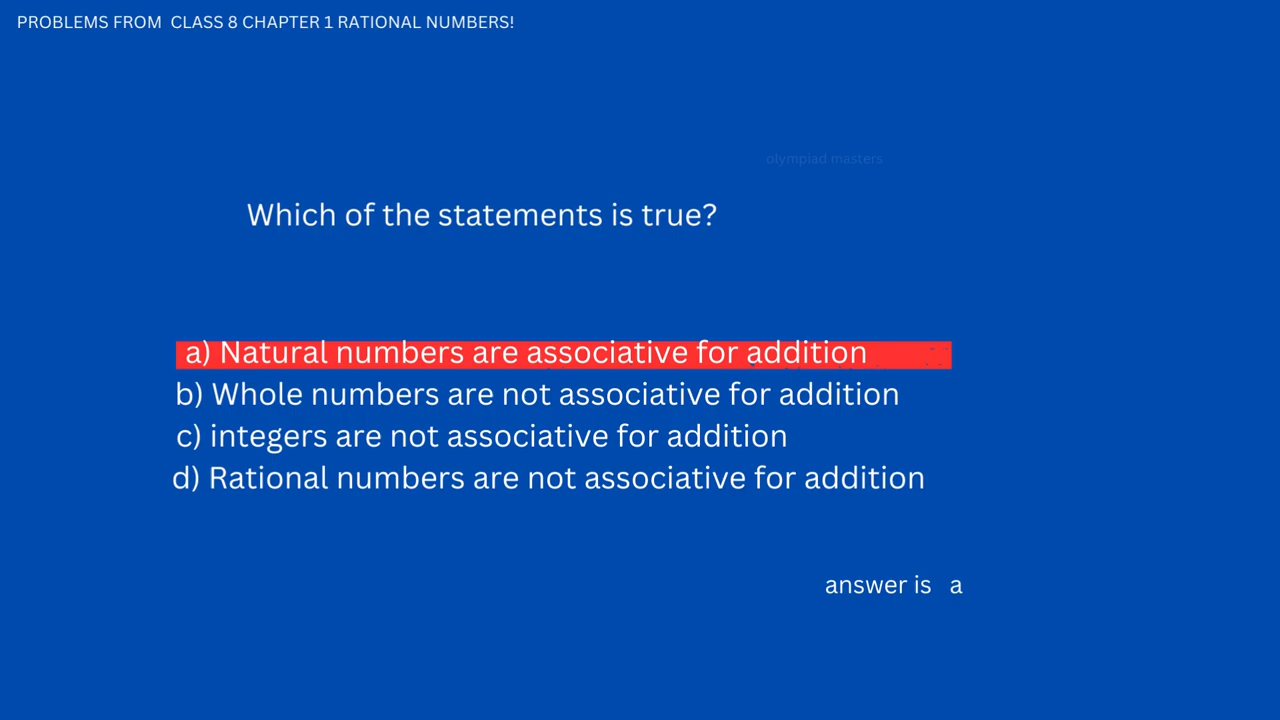 PROBLEMS FROM CLASS 8 CHAPTER 1 RATIONAL NUMBERS!
olympiad masters
Which of the statements is true?
a) Natural numbers are associative for addition
b) Whole numbers are not associative for addition
c) integers are not associative for addition
d) Rational numbers are not associative for addition
answer is a